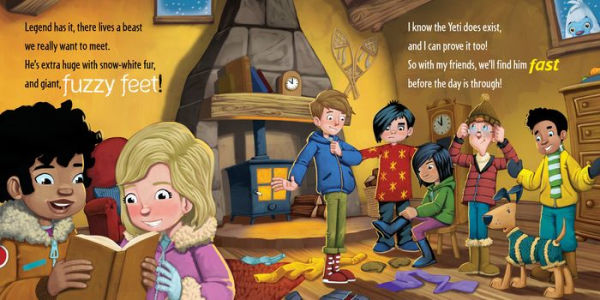 Legend has it, there lives a beast
we really want to meet.
He's extra huge with snow-white fur,
and giant, fuzzy feet!
I know the Yeti does exist,
and I can prove it too!
So with my friends, we'll find him fast
before the day is through!